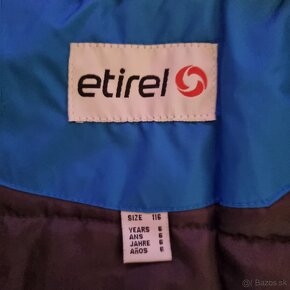 etirel
SIZE 116
YEARS 6
ANS 6
JAHRE 6
AÑOS 6
© Bazos.sk